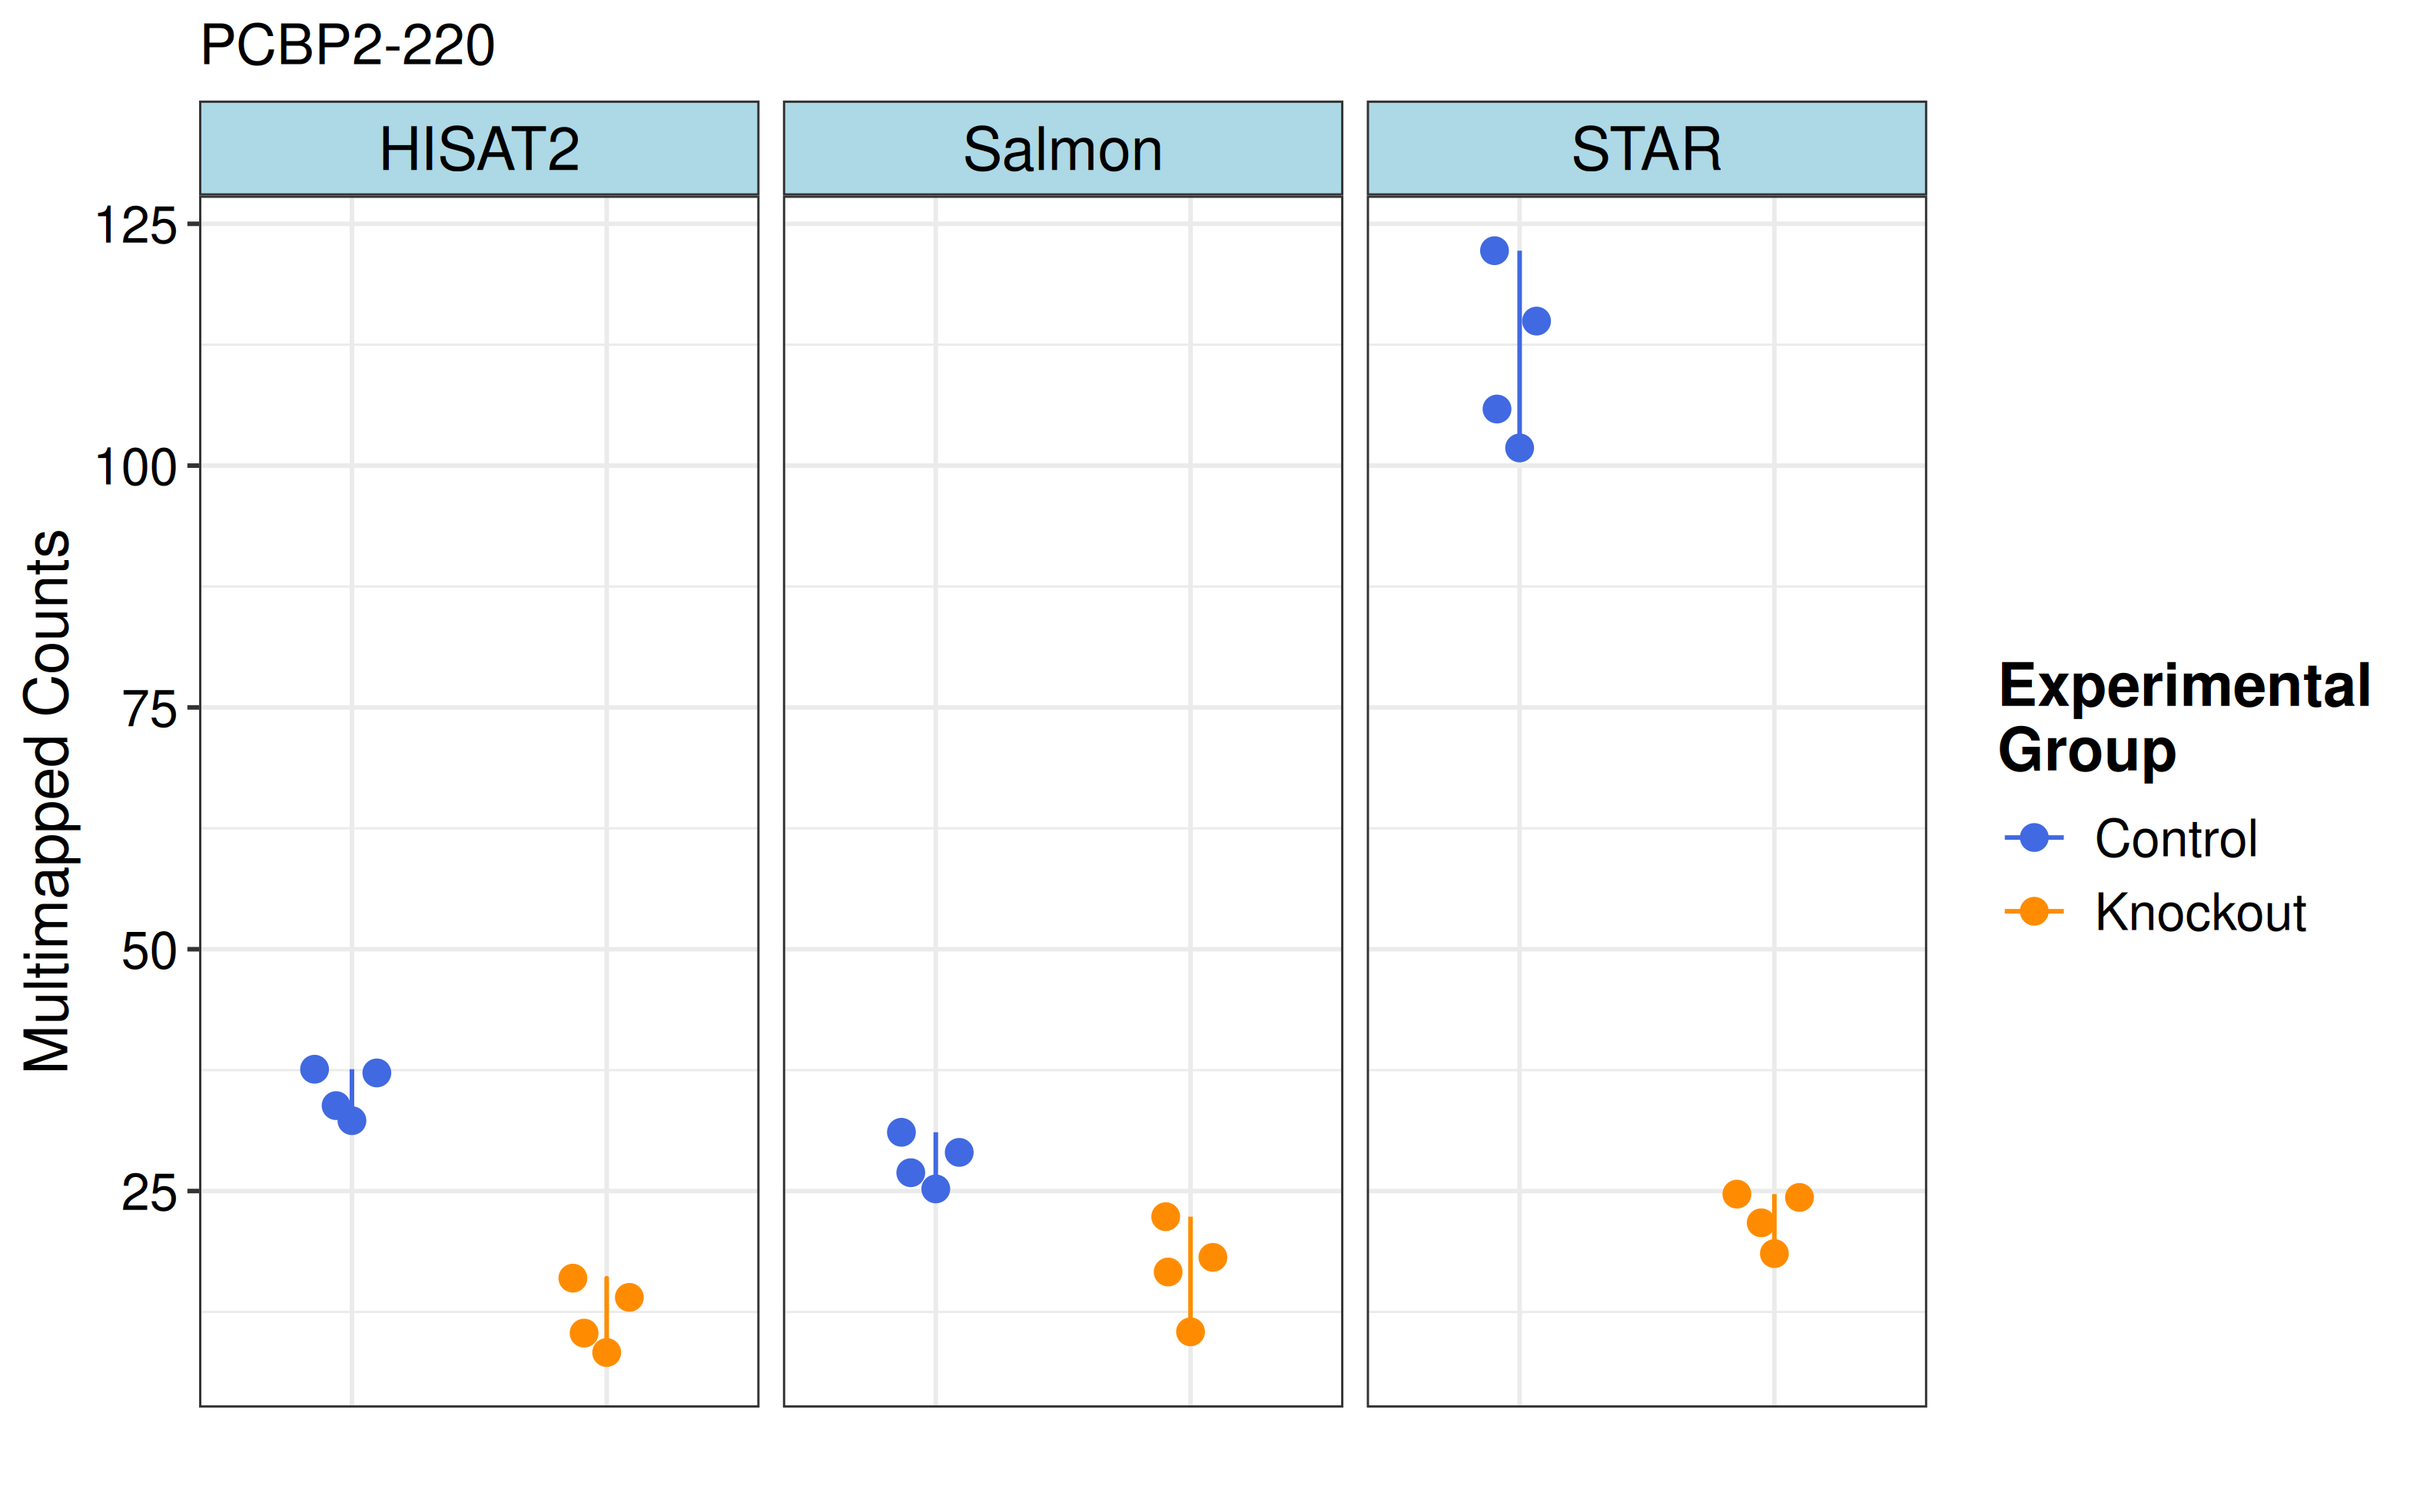 PCBP2-220
HISAT2
Salmon
STAR
125
100
75
50
25
Multimapped Counts
Experimental
Group
Control
Knockout